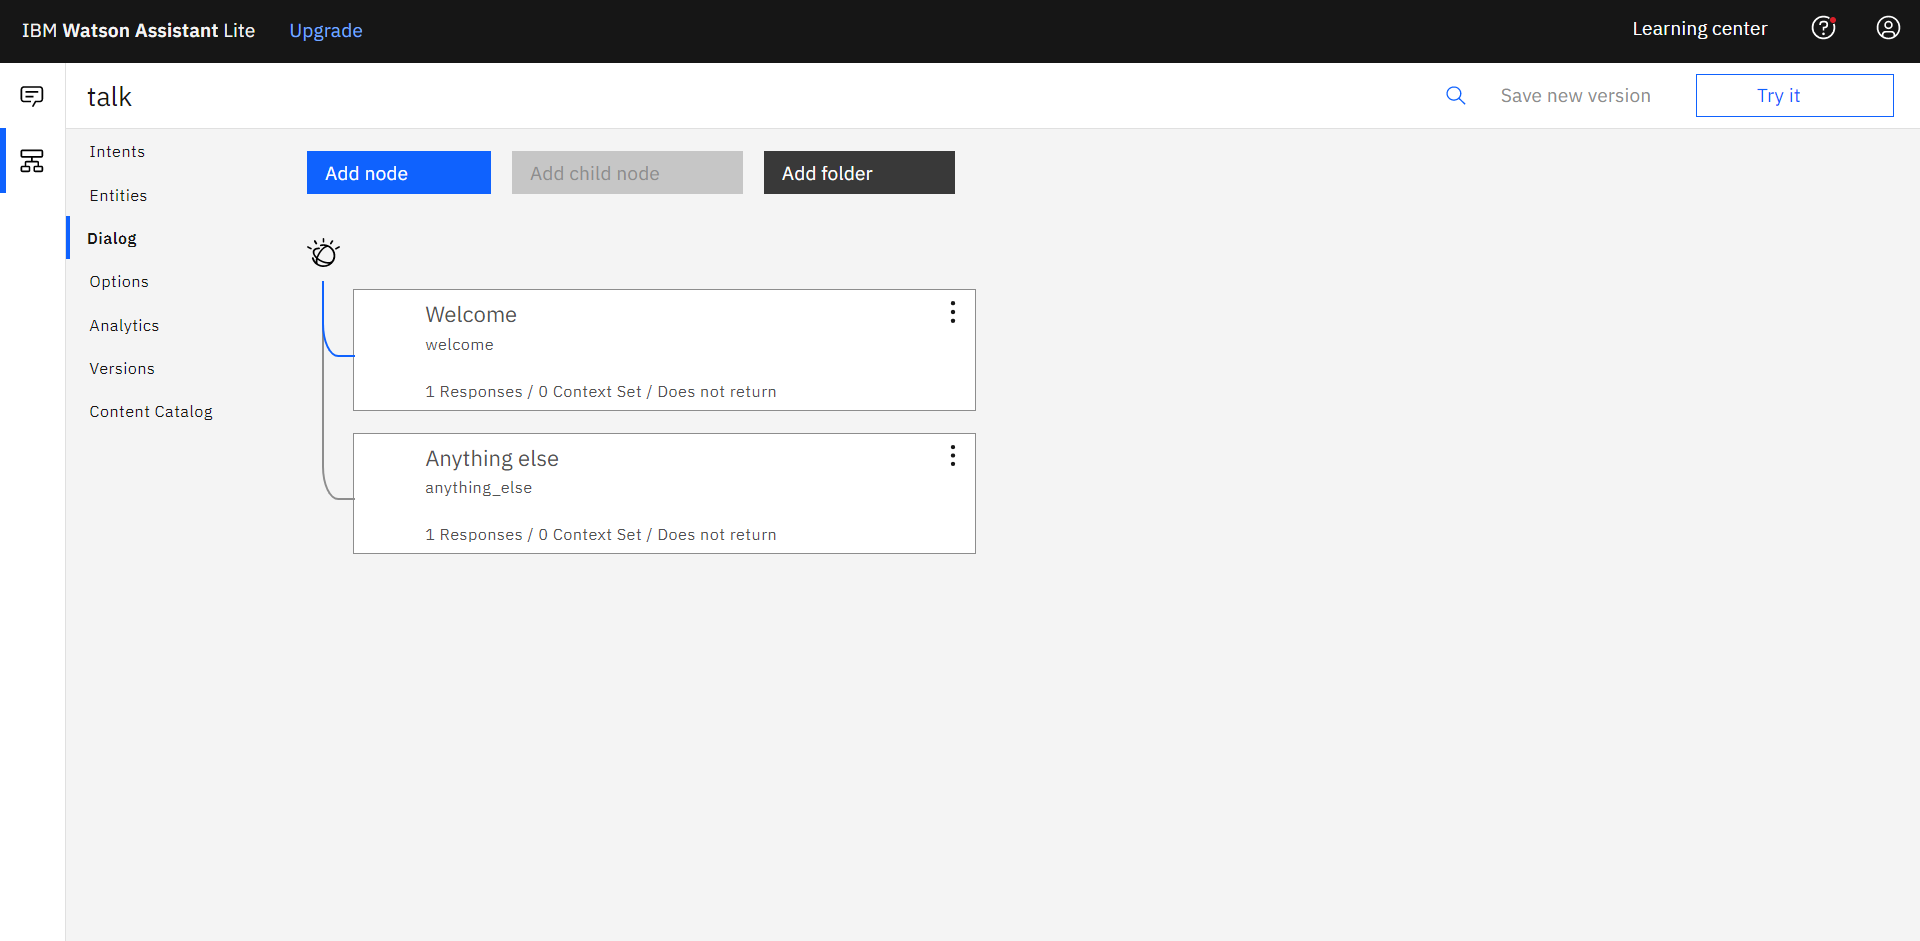 IBM Watson Assistant Lite Upgrade Learning center
talk Save new version Try it
Intents
Entities
Dialog
Options
Analytics
Versions
Content Catalog
Add node Add child node Add folder
Welcome
welcome
1 Responses / 0 Context Set / Does not return
Anything else
anything_else
1 Responses / 0 Context Set / Does not return